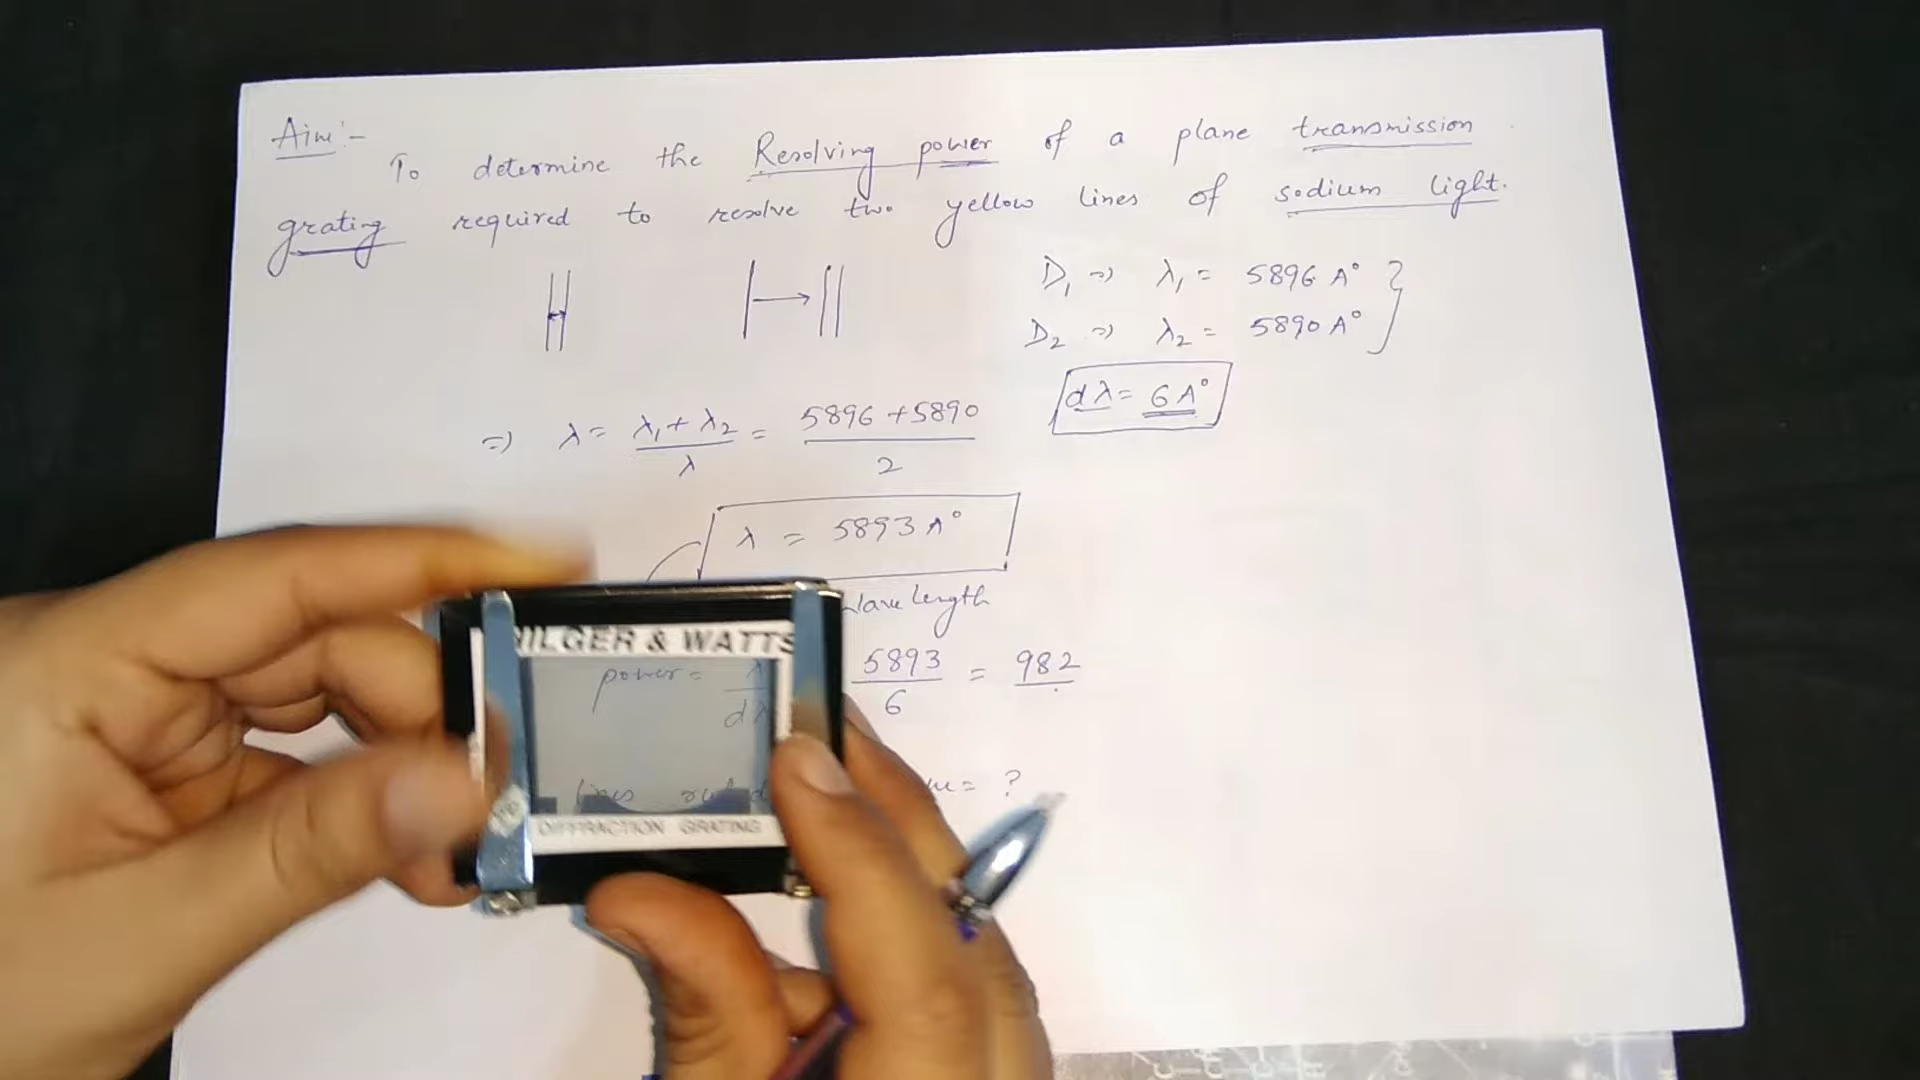 Aim:-
To determine the Resolving power of a plane transmission
grating required to resolve two yellow lines of sodium light.
D₁ => λ₁ = 5896 A°
D₂ => λ₂ = 5890 A°
dλ = 6 A°
=> λ = λ₁ + λ₂ / λ = 5896 + 5890 / 2
λ = 5893 A°
length
& WATTS
power = λ / dλ 5893 / 6 = 982
lines = ?
DIFFRACTION GRATING